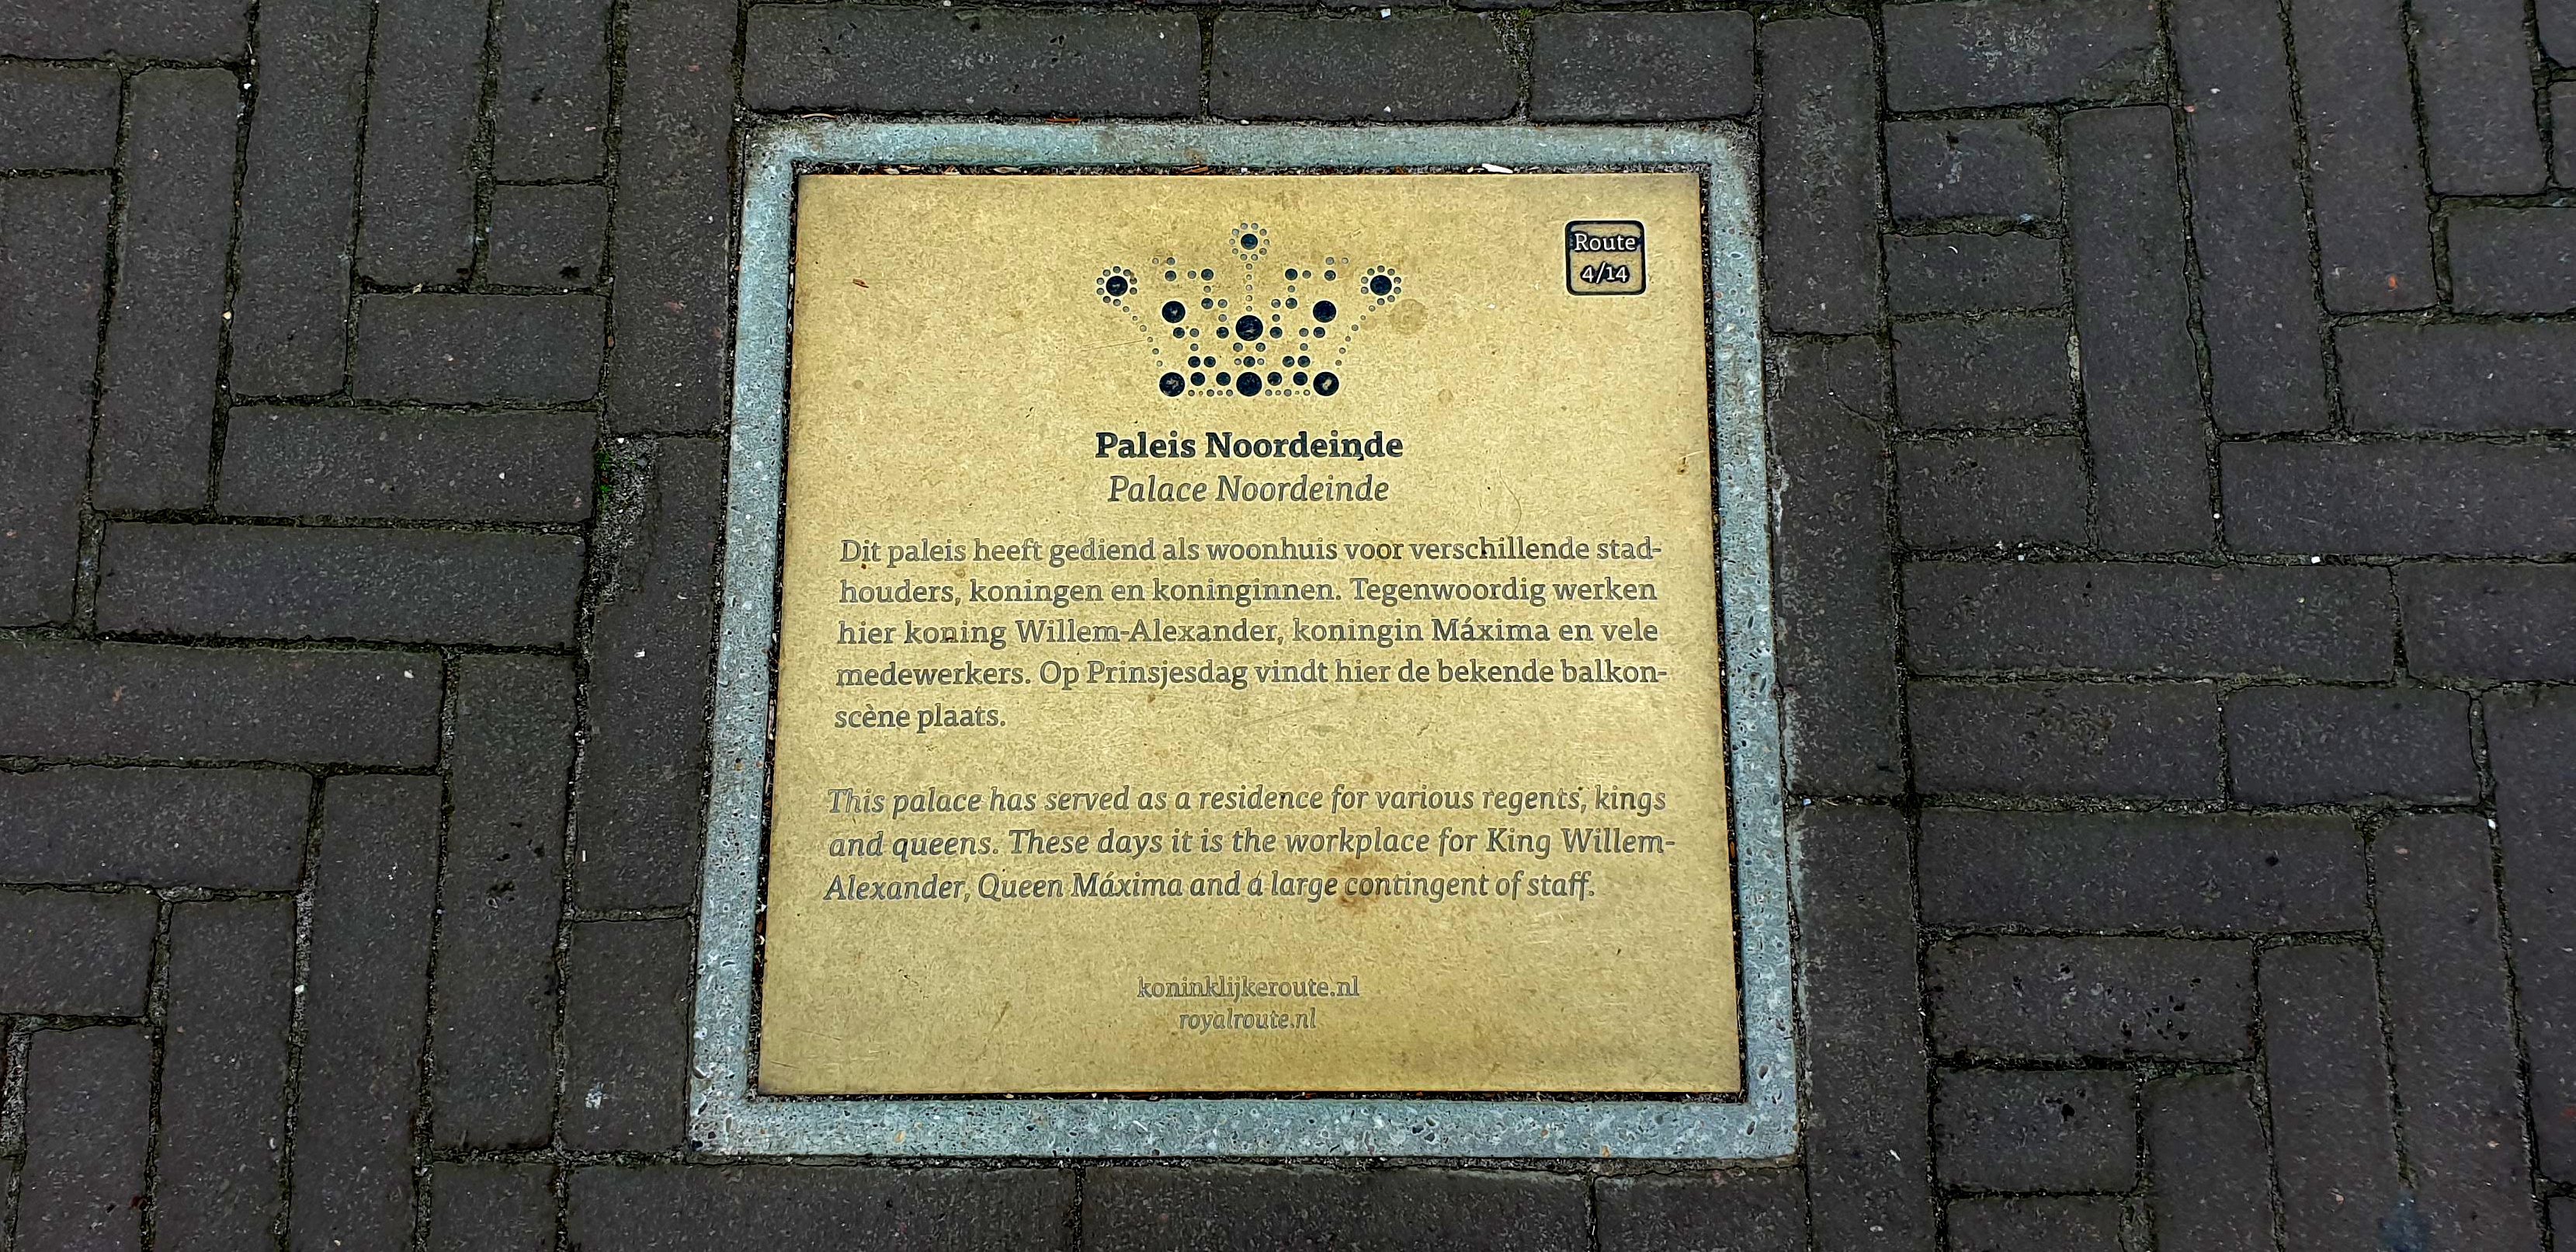 Route
4/14
Paleis Noordeinde
Palace Noordeinde
Dit paleis heeft gediend als woonhuis voor verschillende stad-
houders, koningen en koninginnen. Tegenwoordig werken
hier koning Willem-Alexander, koningin Máxima en vele
medewerkers. Op Prinsjesdag vindt hier de bekende balkon-
scène plaats.
This palace has served as a residence for various regents, kings
and queens. These days it is the workplace for King Willem-
Alexander, Queen Máxima and a large contingent of staff.
koninklijkeroute.nl
royalroute.nl